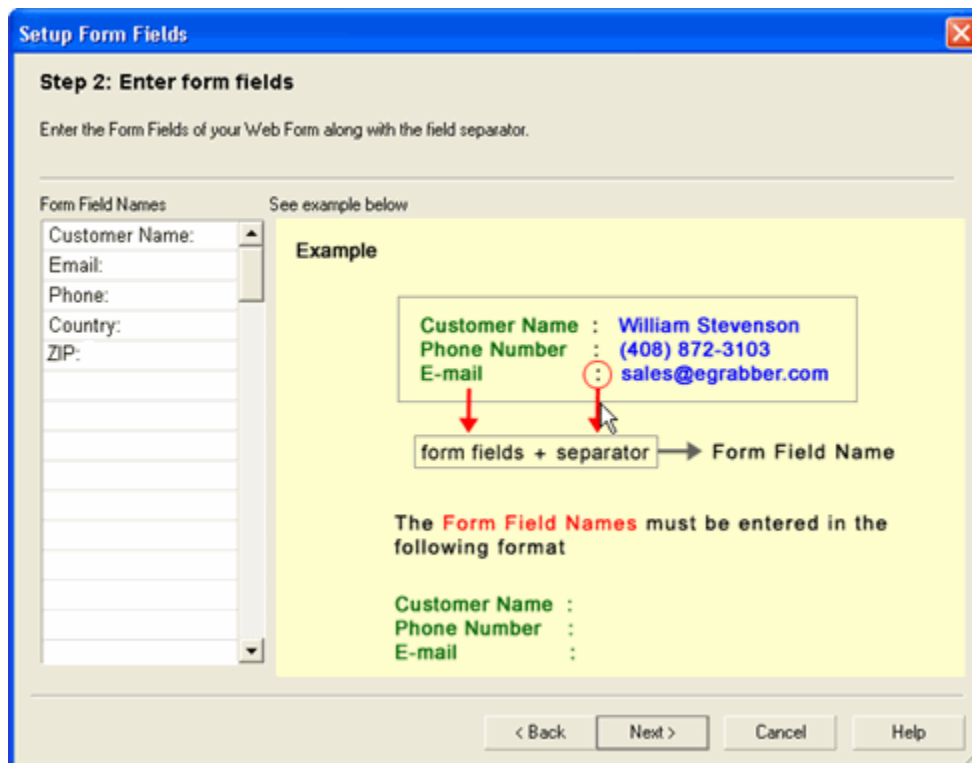 Setup Form Fields
Step 2: Enter form fields
Enter the Form Fields of your Web Form along with the field separator.
Form Field Names
See example below
Customer Name:
Email:
Phone:
Country:
ZIP:
Example
Customer Name : William Stevenson
Phone Number : (408) 872-3103
E-mail : sales@egrabber.com
form fields + separator
Form Field Name
The Form Field Names must be entered in the
following format
Customer Name :
Phone Number :
E-mail :
< Back
Next >
Cancel
Help